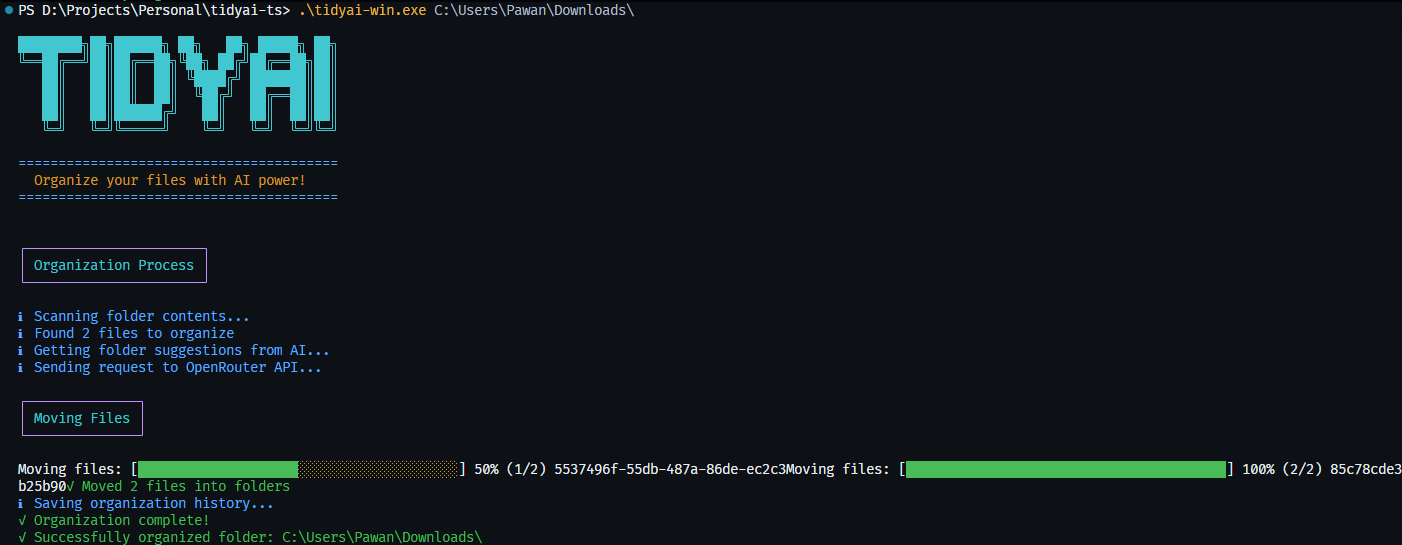 PS D:\Projects\Personal\tidyai-ts> .\tidyai-win.exe C:\Users\Pawan\Downloads\
TIDYAI
========================================
Organize your files with AI power!
========================================
Organization Process
i Scanning folder contents...
i Found 2 files to organize
i Getting folder suggestions from AI...
i Sending request to OpenRouter API...
Moving Files
Moving files: [████████████████████░░░░░░░░░░░░░░░░░░░░] 50% (1/2) 5537496f-55db-487a-86de-ec2c3Moving files: [████████████████████████████████████████] 100% (2/2) 85c78cde3
b25b90√ Moved 2 files into folders
i Saving organization history...
√ Organization complete!
√ Successfully organized folder: C:\Users\Pawan\Downloads\